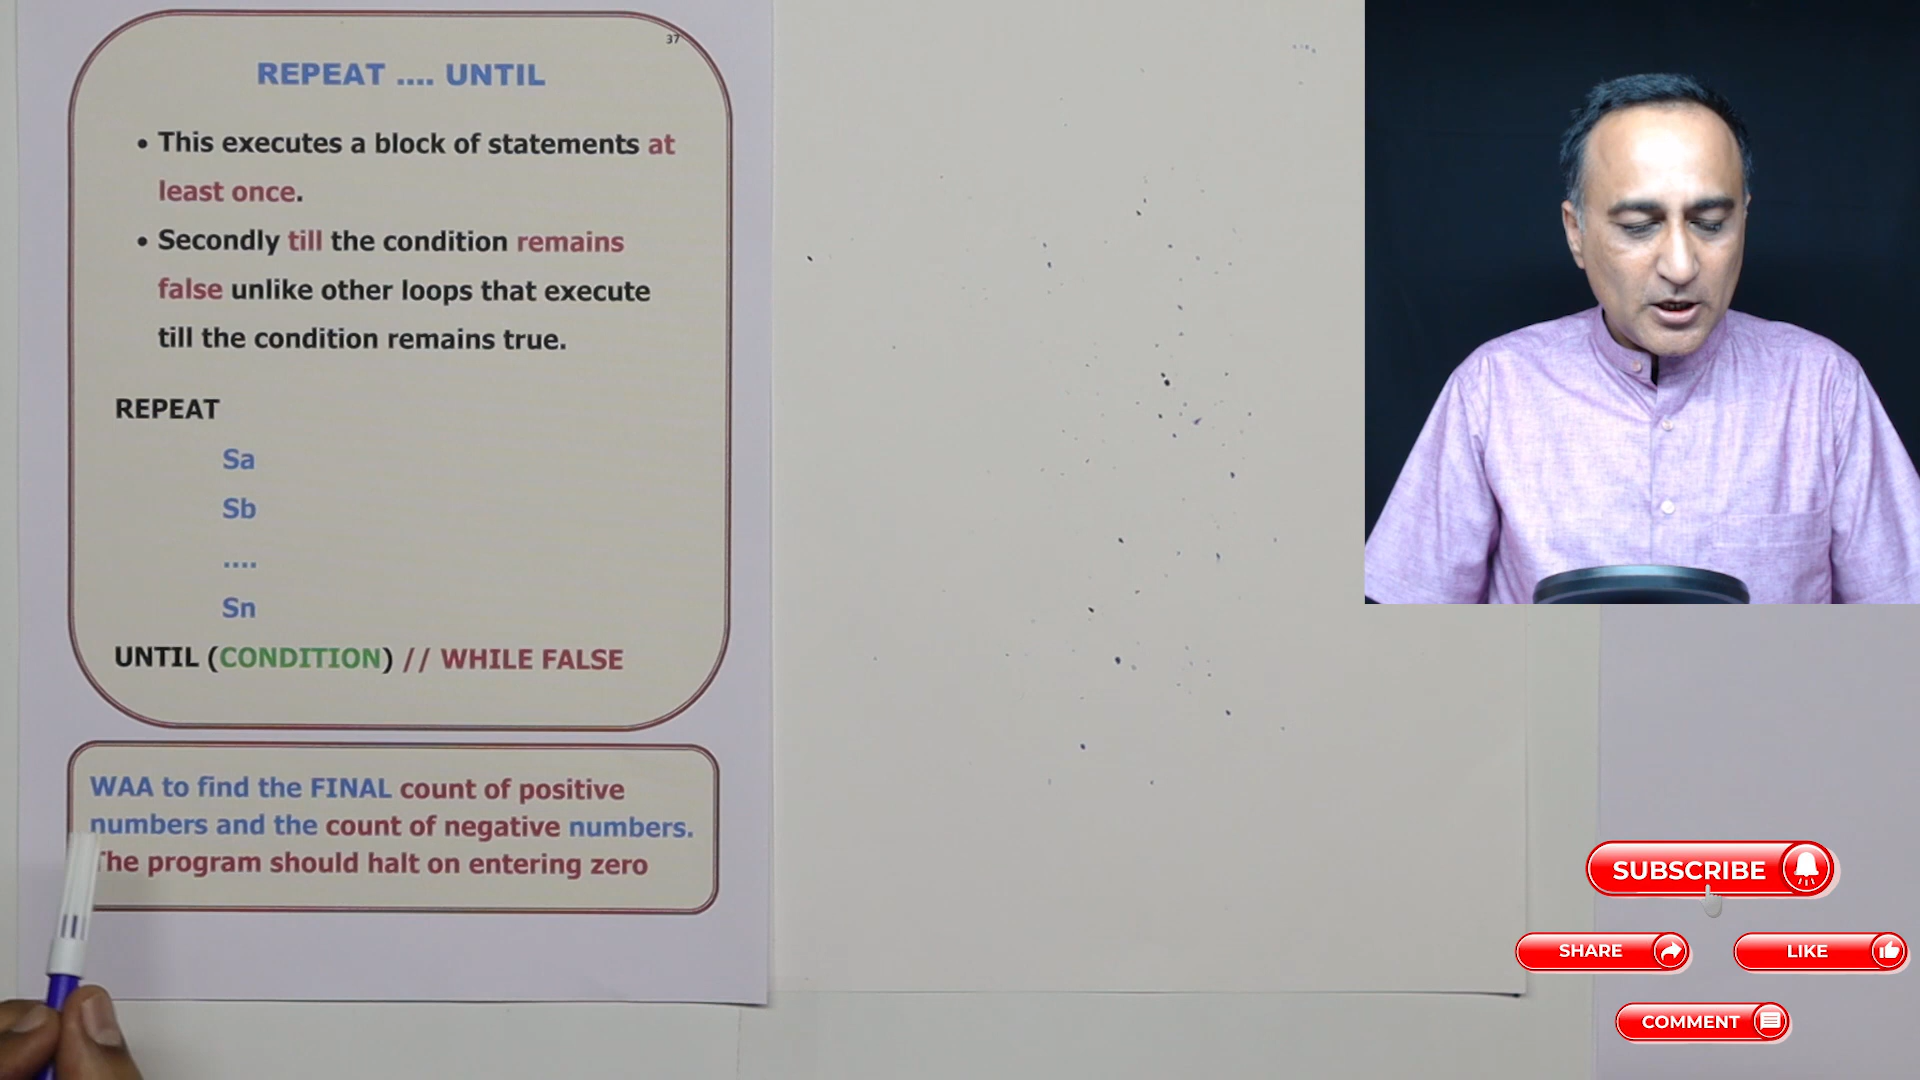 37
REPEAT .... UNTIL
• This executes a block of statements at
least once.
• Secondly till the condition remains
false unlike other loops that execute
till the condition remains true.
REPEAT
Sa
Sb
....
Sn
UNTIL (CONDITION) // WHILE FALSE
WAA to find the FINAL count of positive
numbers and the count of negative numbers.
The program should halt on entering zero
SUBSCRIBE
SHARE
LIKE
COMMENT